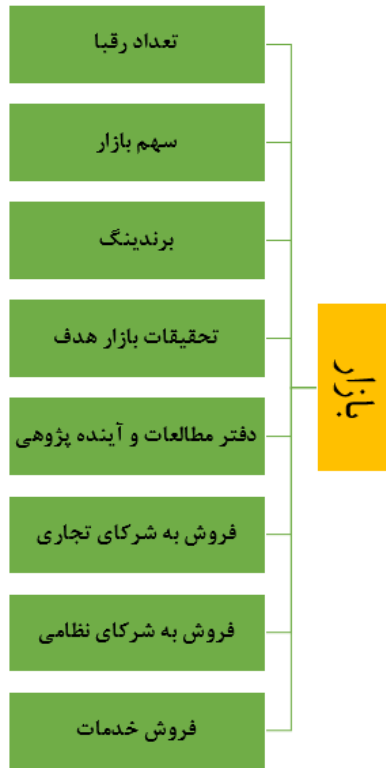 بازار
تعداد رقبا
سهم بازار
برندینگ
تحقیقات بازار هدف
دفتر مطالعات و آینده پژوهی
فروش به شرکای تجاری
فروش به شرکای نظامی
فروش خدمات